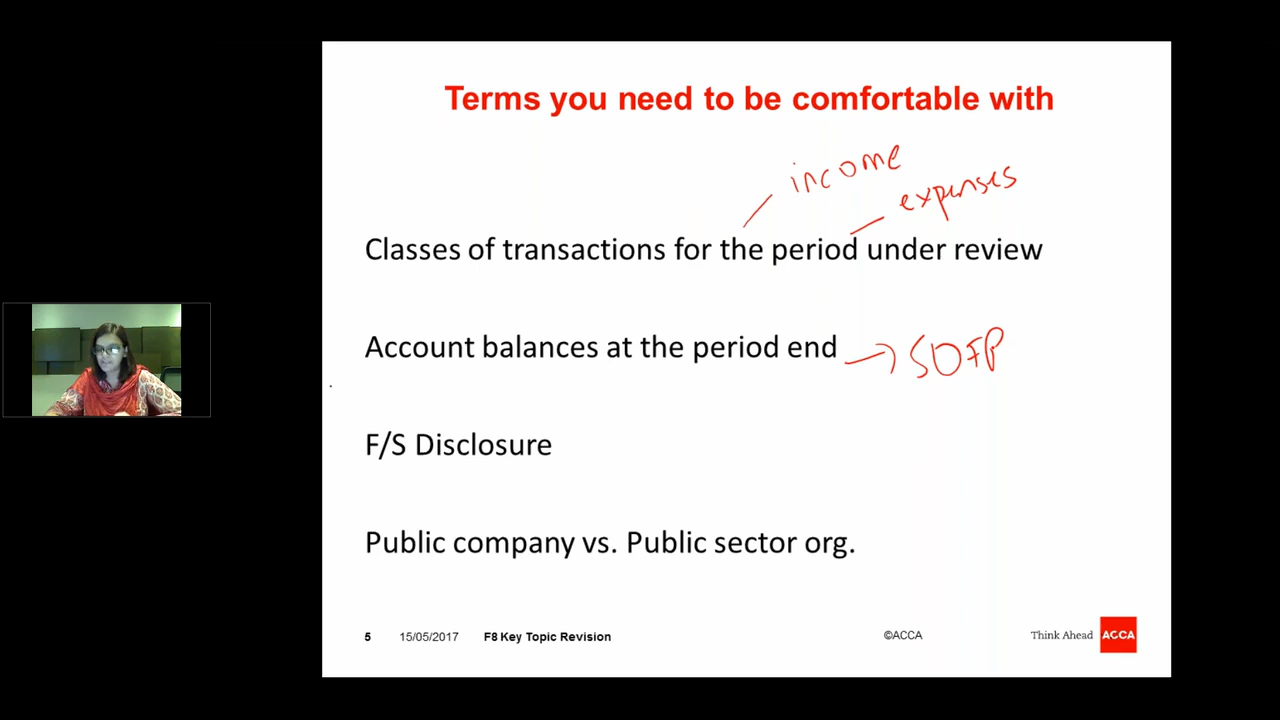 Terms you need to be comfortable with
income
expenses
Classes of transactions for the period under review
Account balances at the period end → SOFP
F/S Disclosure
Public company vs. Public sector org.
5 15/05/2017 F8 Key Topic Revision ©ACCA Think Ahead ACCA